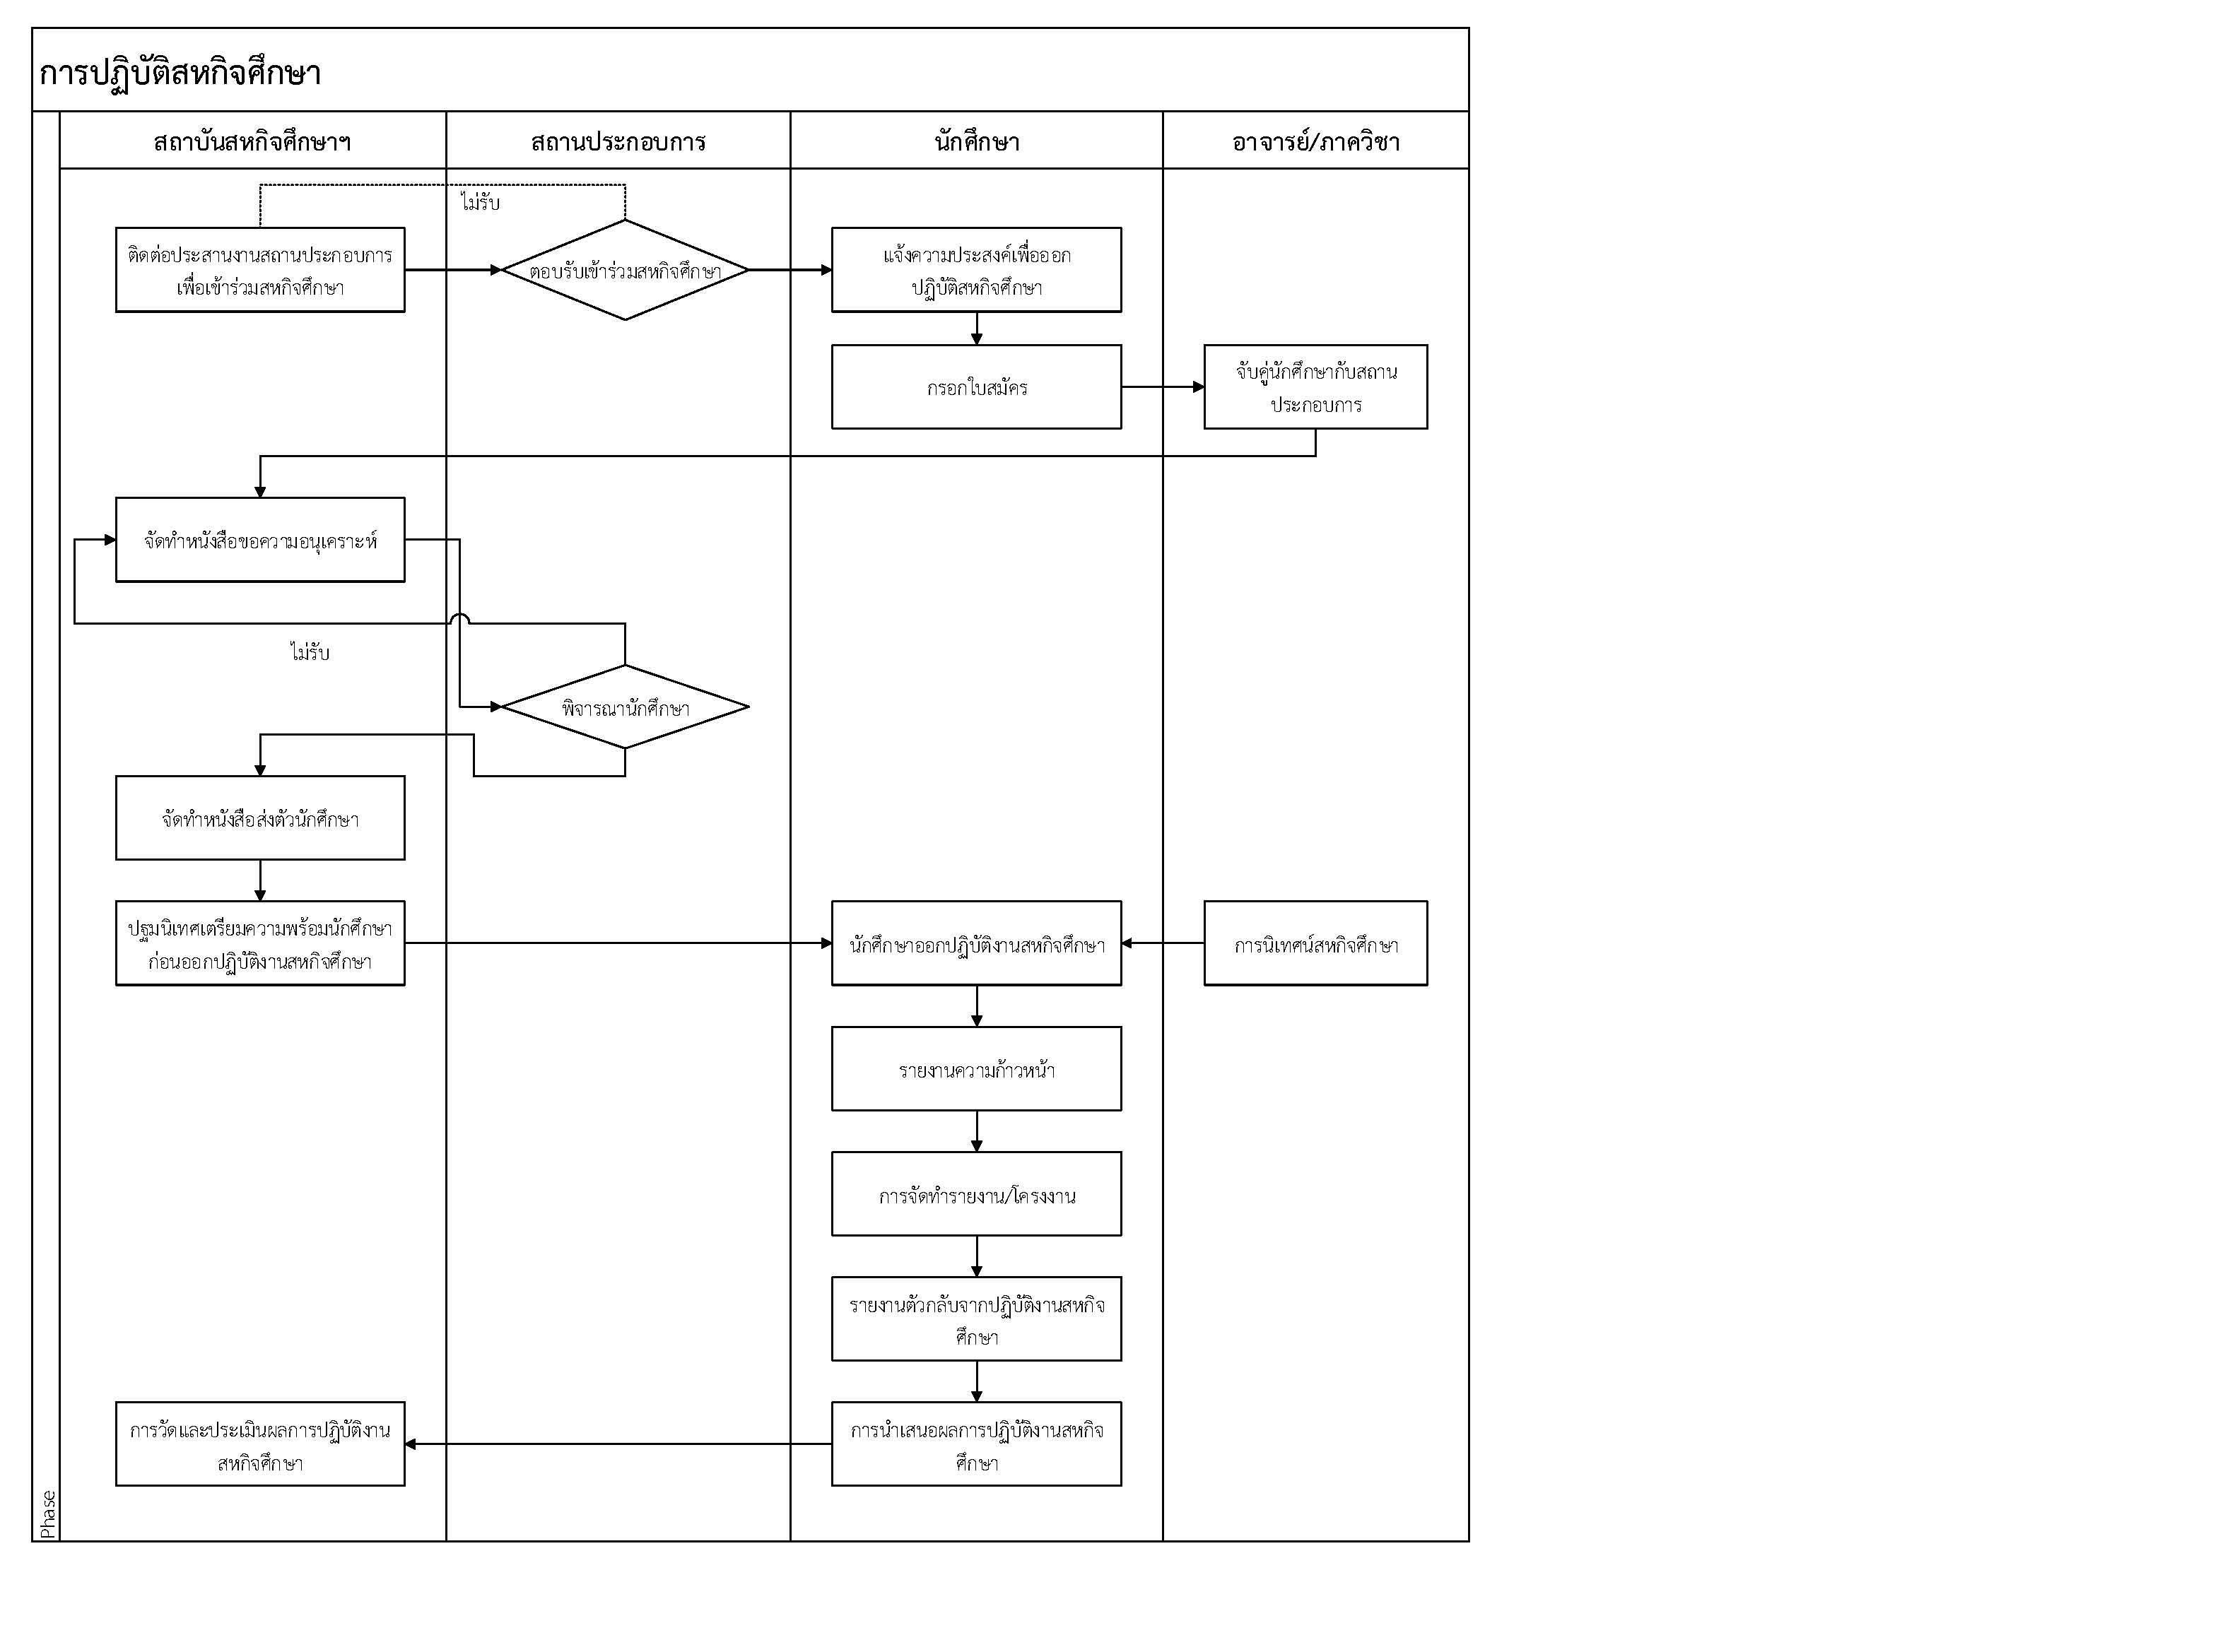 การปฏิบัติสหกิจศึกษา
สถาบันสหกิจศึกษาฯ
สถานประกอบการ
นักศึกษา
อาจารย์/ภาควิชา
ไม่รับ
ติดต่อประสานงานสถานประกอบการ
เพื่อเข้าร่วมสหกิจศึกษา
ตอบรับเข้าร่วมสหกิจศึกษา
แจ้งความประสงค์เพื่อออก
ปฏิบัติสหกิจศึกษา
กรอกใบสมัคร
จับคู่นักศึกษากับสถาน
ประกอบการ
จัดทำหนังสือขอความอนุเคราะห์
ไม่รับ
พิจารณานักศึกษา
จัดทำหนังสือส่งตัวนักศึกษา
ปฐมนิเทศเตรียมความพร้อมนักศึกษา
ก่อนออกปฏิบัติงานสหกิจศึกษา
นักศึกษาออกปฏิบัติงานสหกิจศึกษา
การนิเทศน์สหกิจศึกษา
รายงานความก้าวหน้า
การจัดทำรายงาน/โครงงาน
รายงานตัวกลับจากปฏิบัติงานสหกิจ
ศึกษา
การวัดและประเมินผลการปฏิบัติงาน
สหกิจศึกษา
การนำเสนอผลการปฏิบัติงานสหกิจ
ศึกษา
Phase